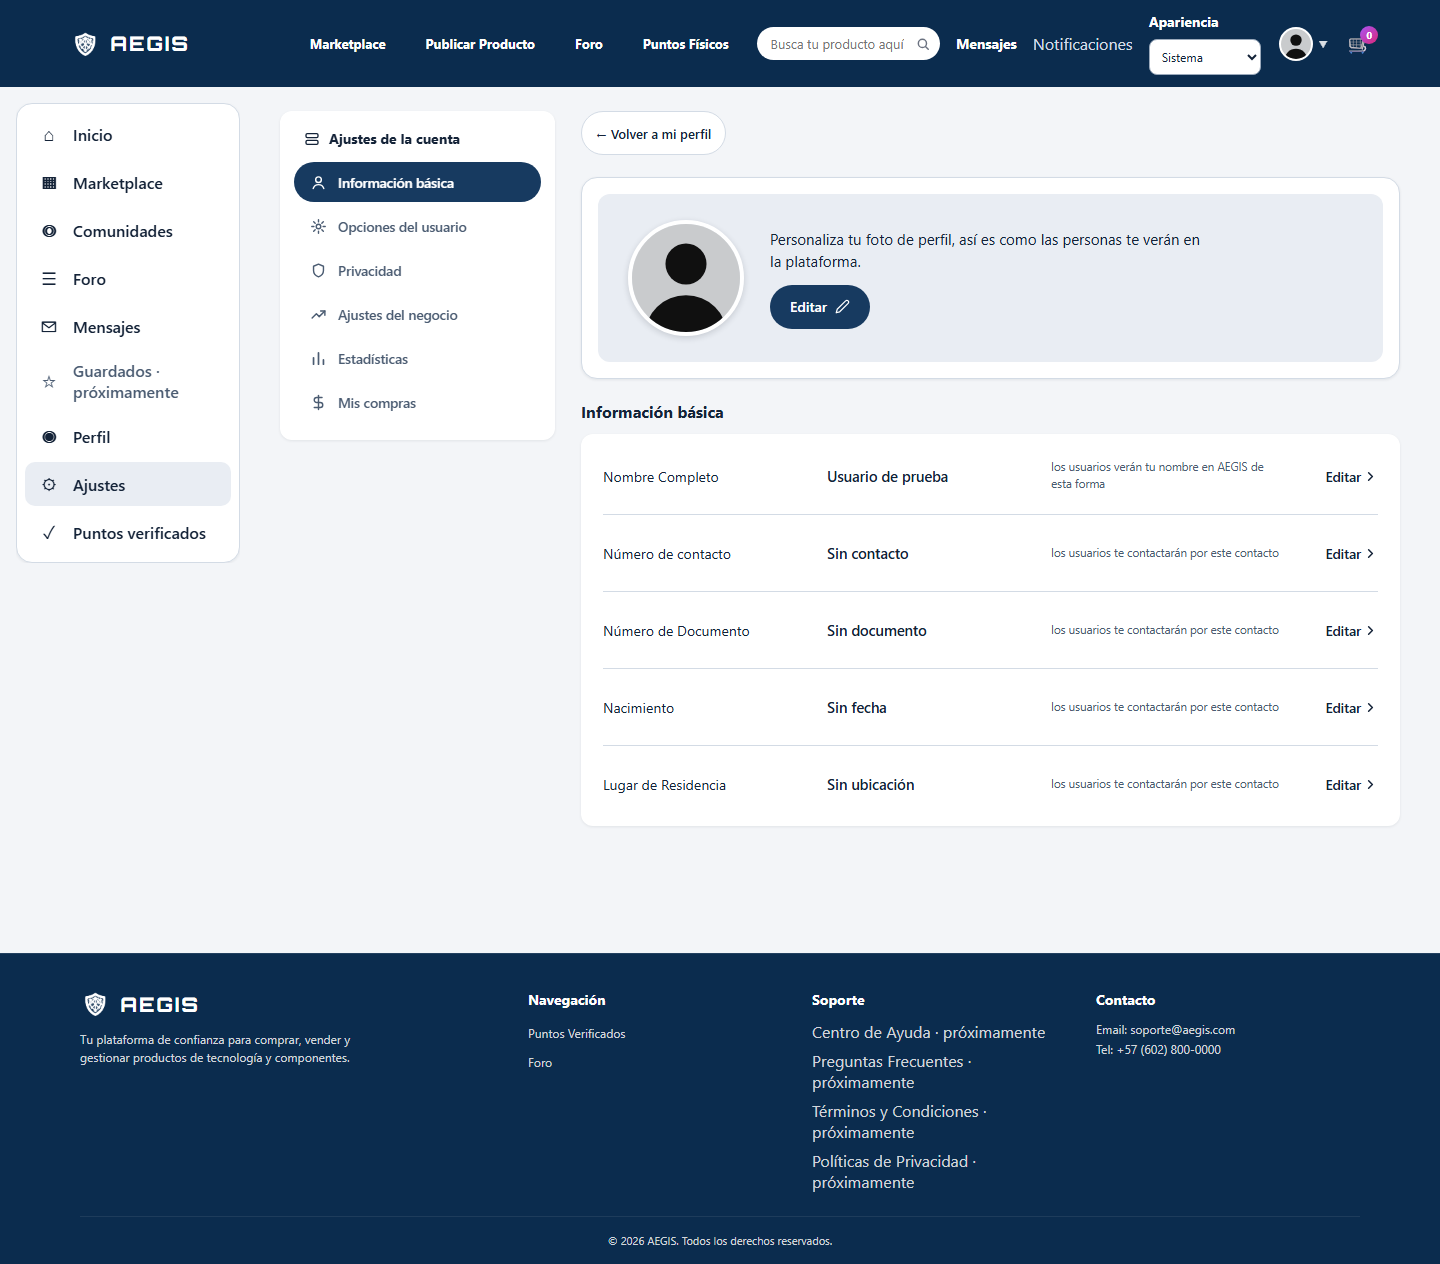 AEGIS
Marketplace
Publicar Producto
Foro
Puntos Físicos
Busca tu producto aquí
Mensajes
Notificaciones
Apariencia
Sistema
0
Inicio
Marketplace
Comunidades
Foro
Mensajes
Guardados ·
próximamente
Perfil
Ajustes
Puntos verificados
Ajustes de la cuenta
Información básica
Opciones del usuario
Privacidad
Ajustes del negocio
Estadísticas
Mis compras
← Volver a mi perfil
Personaliza tu foto de perfil, así es como las personas te verán en
la plataforma.
Editar
Información básica
Nombre Completo
Usuario de prueba
los usuarios verán tu nombre en AEGIS de
esta forma
Editar
Número de contacto
Sin contacto
los usuarios te contactarán por este contacto
Editar
Número de Documento
Sin documento
los usuarios te contactarán por este contacto
Editar
Nacimiento
Sin fecha
los usuarios te contactarán por este contacto
Editar
Lugar de Residencia
Sin ubicación
los usuarios te contactarán por este contacto
Editar
AEGIS
Tu plataforma de confianza para comprar, vender y
gestionar productos de tecnología y componentes.
Navegación
Puntos Verificados
Foro
Soporte
Centro de Ayuda · próximamente
Preguntas Frecuentes ·
próximamente
Términos y Condiciones ·
próximamente
Políticas de Privacidad ·
próximamente
Contacto
Email: soporte@aegis.com
Tel: +57 (602) 800-0000
© 2026 AEGIS. Todos los derechos reservados.